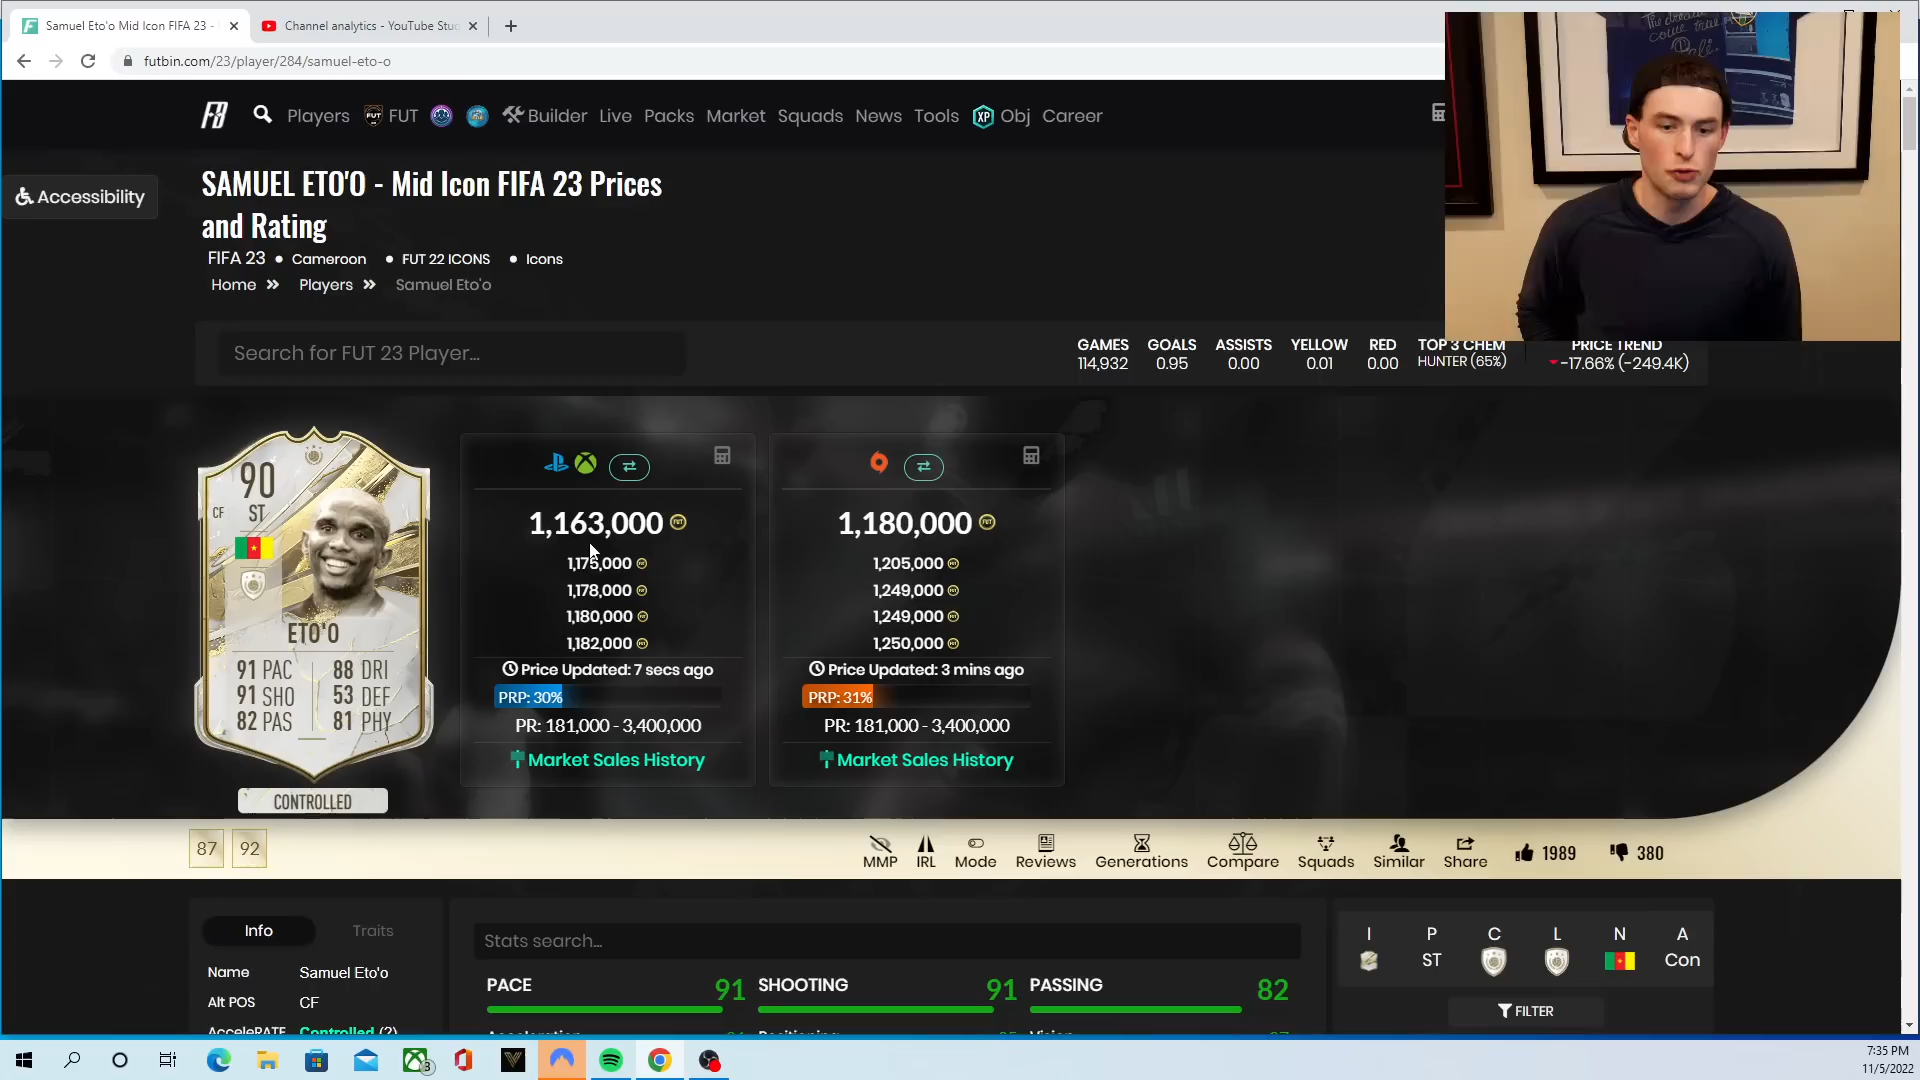 Samuel Eto'o Mid Icon FIFA 23 -
Channel analytics - YouTube Stud
futbin.com/23/player/284/samuel-eto-o
Players FUT Builder Live Packs Market Squads News Tools XP Obj Career
Accessibility
SAMUEL ETO'O - Mid Icon FIFA 23 Prices
and Rating
FIFA 23 • Cameroon • FUT 22 ICONS • Icons
Home » Players » Samuel Eto'o
Search for FUT 23 Player...
GAMES GOALS ASSISTS YELLOW RED TOP 3 CHEM PRICE TREND
114,932 0.95 0.00 0.01 0.00 HUNTER (65%) -17.66% (-249.4K)
90
CF ST
ETO'O
91 PAC 88 DRI
91 SHO 53 DEF
82 PAS 81 PHY
CONTROLLED
1,163,000
1,175,000
1,178,000
1,180,000
1,182,000
Price Updated: 7 secs ago
PRP: 30%
PR: 181,000 - 3,400,000
Market Sales History
1,180,000
1,205,000
1,249,000
1,249,000
1,250,000
Price Updated: 3 mins ago
PRP: 31%
PR: 181,000 - 3,400,000
Market Sales History
87 92
MMP IRL Mode Reviews Generations Compare Squads Similar Share 1989 380
Info Traits
Name Samuel Eto'o
Alt POS CF
AcceleRATE Controlled (?)
Stats search...
PACE 91 SHOOTING 91 PASSING 82
Acceleration Positioning Vision
I P C L N A
ST Con
FILTER
7:35 PM
11/5/2022